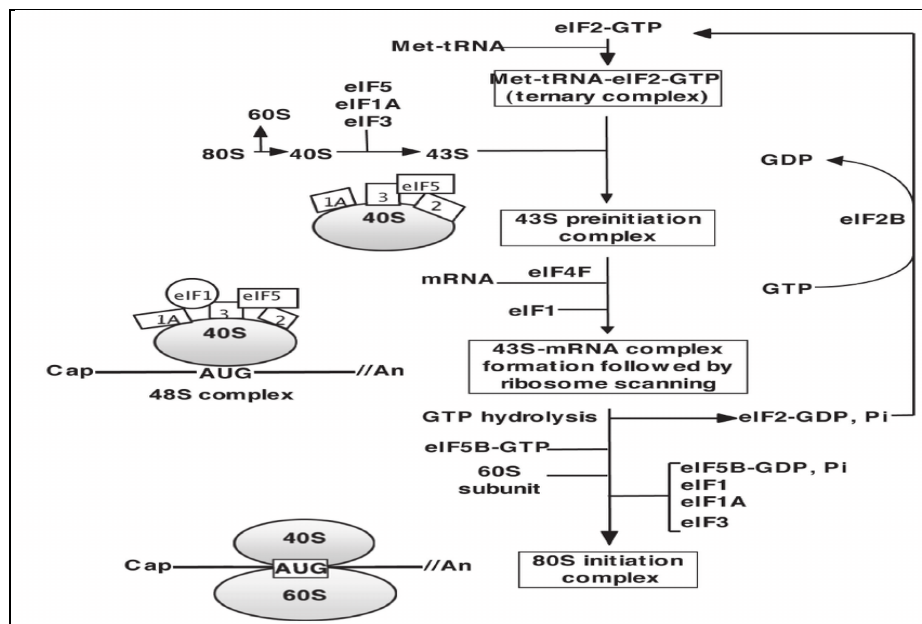 eIF2-GTP
Met-tRNA
Met-tRNA-eIF2-GTP
(ternary complex)
eIF5
eIF1A
eIF3
60S
80S
40S
43S
GDP
eIF2B
GTP
1A
3
eIF5
2
40S
43S preinitiation
complex
mRNA
eIF4F
eIF1
eIF1
eIF5
1A
3
2
40S
Cap
AUG
//An
48S complex
43S-mRNA complex
formation followed by
ribosome scanning
GTP hydrolysis
eIF2-GDP, Pi
eIF5B-GTP
60S
subunit
eIF5B-GDP, Pi
eIF1
eIF1A
eIF3
40S
Cap
AUG
//An
60S
80S initiation
complex